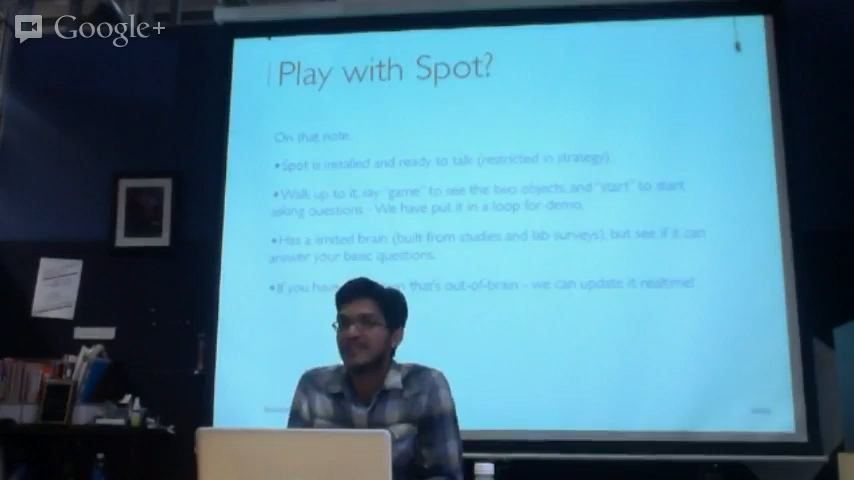 Google+
Play with Spot?
On that note,
•Spot is installed and ready to talk (restricted in strategy)
•Walk up to it, say "game" to see the two objects and "start" to start
asking questions - We have put it in a loop for demo.
•Has a limited brain (built from studies and lab surveys), but see if it can
answer your basic questions.
•If you have that's out-of-brain - we can update it realtime!